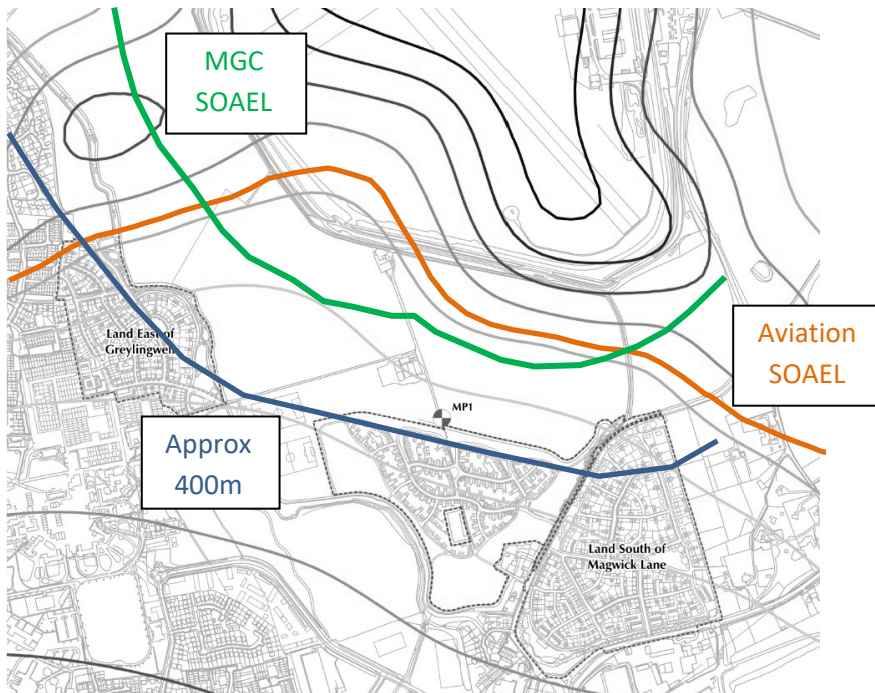 MGC
SOAEL
Aviation
SOAEL
Land East of
Greylingwell
MP1
Approx
400m
Land South of
Magwick Lane